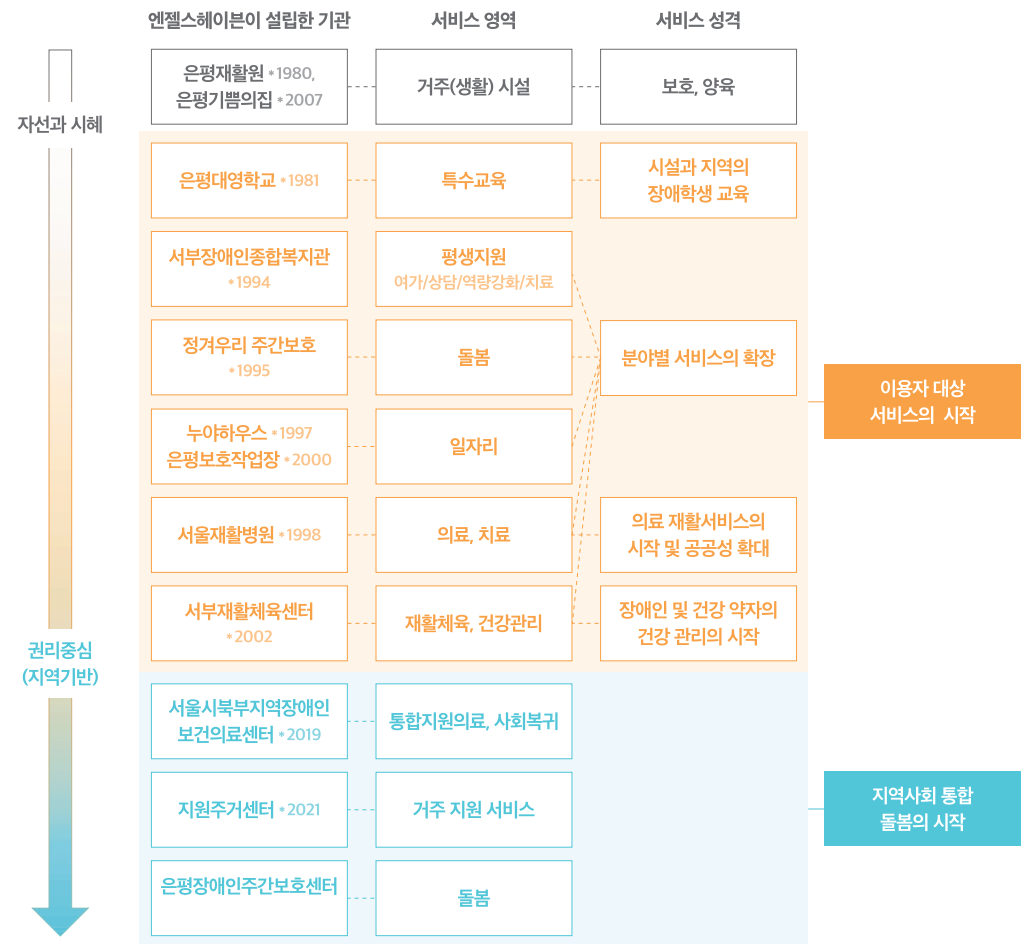 엔젤스헤이븐이 설립한 기관
서비스 영역
서비스 성격
은평재활원 *1980,
은평기쁨의집 *2007
거주(생활) 시설
보호, 양육
자선과 시혜
은평대영학교 *1981
특수교육
시설과 지역의
장애학생 교육
서부장애인종합복지관
*1994
평생지원
여가/상담/역량강화/치료
정겨우리 주간보호
*1995
돌봄
분야별 서비스의 확장
이용자 대상
서비스의 시작
누야하우스 *1997
은평보호작업장 *2000
일자리
서울재활병원 *1998
의료, 치료
의료 재활서비스의
시작 및 공공성 확대
서부재활체육센터
*2002
재활체육, 건강관리
장애인 및 건강 약자의
건강 관리의 시작
권리중심
(지역기반)
서울시북부지역장애인
보건의료센터 *2019
통합지원의료, 사회복귀
지원주거센터 *2021
거주 지원 서비스
지역사회 통합
돌봄의 시작
은평장애인주간보호센터
돌봄